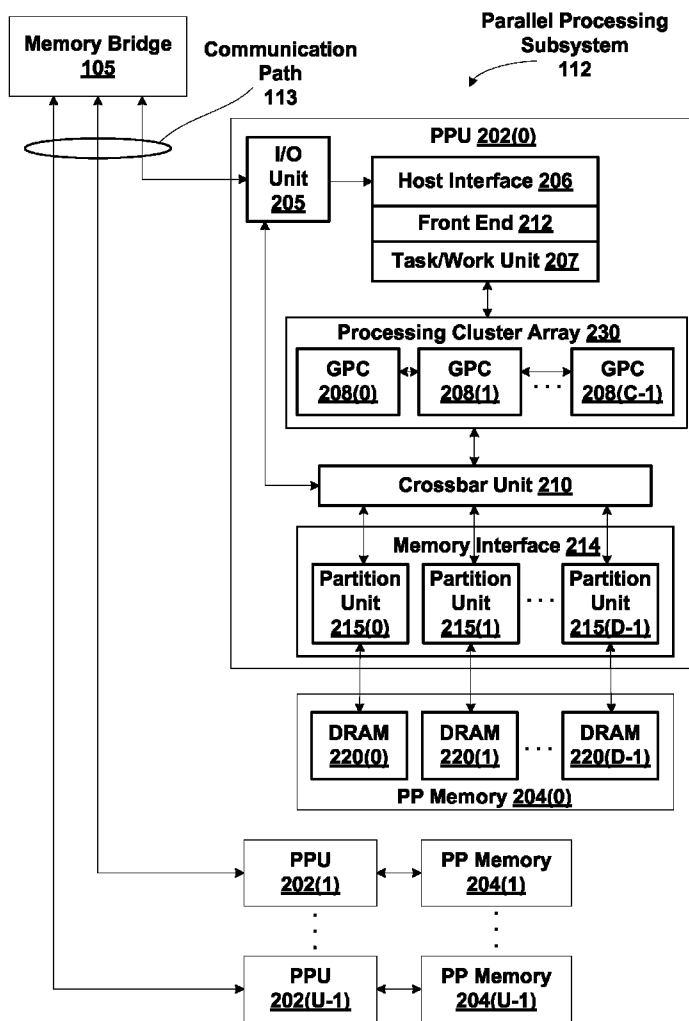 Memory Bridge
105
Communication
Path
113
Parallel Processing
Subsystem
112
PPU 202(0)
I/O
Unit
205
Host Interface 206
Front End 212
Task/Work Unit 207
Processing Cluster Array 230
GPC
208(0)
GPC
208(1)
. . .
GPC
208(C-1)
Crossbar Unit 210
Memory Interface 214
Partition
Unit
215(0)
Partition
Unit
215(1)
. . .
Partition
Unit
215(D-1)
DRAM
220(0)
DRAM
220(1)
. . .
DRAM
220(D-1)
PP Memory 204(0)
PPU
202(1)
PP Memory
204(1)
PPU
202(U-1)
PP Memory
204(U-1)